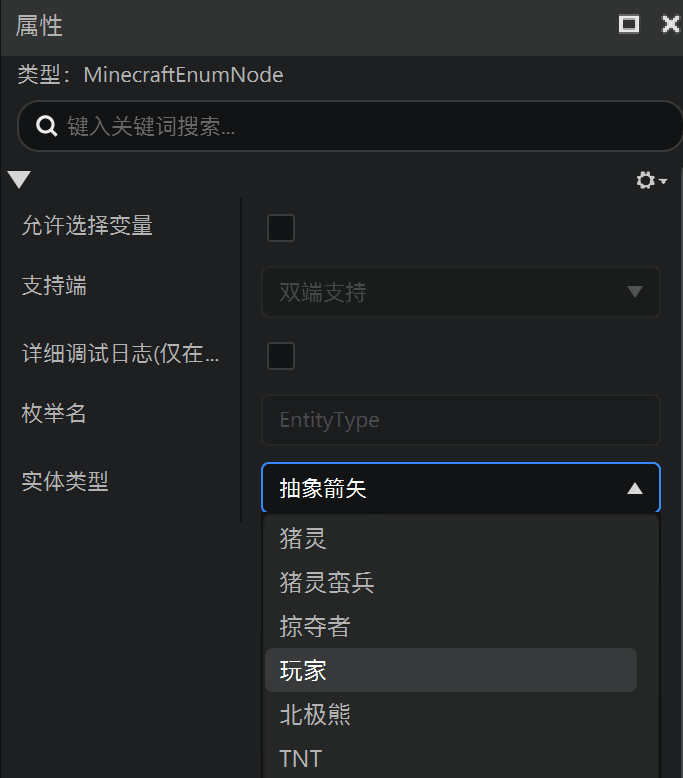 属性
类型：MinecraftEnumNode
键入关键词搜索...
允许选择变量
支持端
双端支持
详细调试日志(仅在...
枚举名
EntityType
实体类型
抽象箭矢
猪灵
猪灵蛮兵
掠夺者
玩家
北极熊
TNT